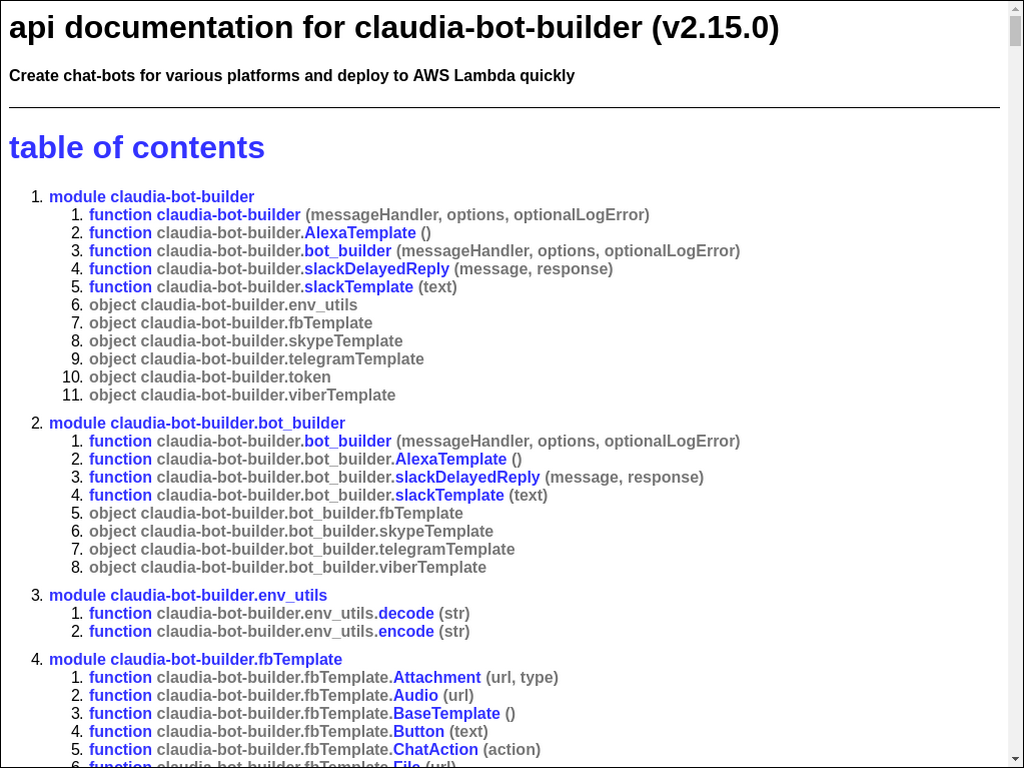 api documentation for claudia-bot-builder (v2.15.0)
Create chat-bots for various platforms and deploy to AWS Lambda quickly
table of contents
1. module claudia-bot-builder
1. function claudia-bot-builder (messageHandler, options, optionalLogError)
2. function claudia-bot-builder.AlexaTemplate ()
3. function claudia-bot-builder.bot_builder (messageHandler, options, optionalLogError)
4. function claudia-bot-builder.slackDelayedReply (message, response)
5. function claudia-bot-builder.slackTemplate (text)
6. object claudia-bot-builder.env_utils
7. object claudia-bot-builder.fbTemplate
8. object claudia-bot-builder.skypeTemplate
9. object claudia-bot-builder.telegramTemplate
10. object claudia-bot-builder.token
11. object claudia-bot-builder.viberTemplate
2. module claudia-bot-builder.bot_builder
1. function claudia-bot-builder.bot_builder (messageHandler, options, optionalLogError)
2. function claudia-bot-builder.bot_builder.AlexaTemplate ()
3. function claudia-bot-builder.bot_builder.slackDelayedReply (message, response)
4. function claudia-bot-builder.bot_builder.slackTemplate (text)
5. object claudia-bot-builder.bot_builder.fbTemplate
6. object claudia-bot-builder.bot_builder.skypeTemplate
7. object claudia-bot-builder.bot_builder.telegramTemplate
8. object claudia-bot-builder.bot_builder.viberTemplate
3. module claudia-bot-builder.env_utils
1. function claudia-bot-builder.env_utils.decode (str)
2. function claudia-bot-builder.env_utils.encode (str)
4. module claudia-bot-builder.fbTemplate
1. function claudia-bot-builder.fbTemplate.Attachment (url, type)
2. function claudia-bot-builder.fbTemplate.Audio (url)
3. function claudia-bot-builder.fbTemplate.BaseTemplate ()
4. function claudia-bot-builder.fbTemplate.Button (text)
5. function claudia-bot-builder.fbTemplate.ChatAction (action)
6. function claudia-bot-builder.fbTemplate.File (url)